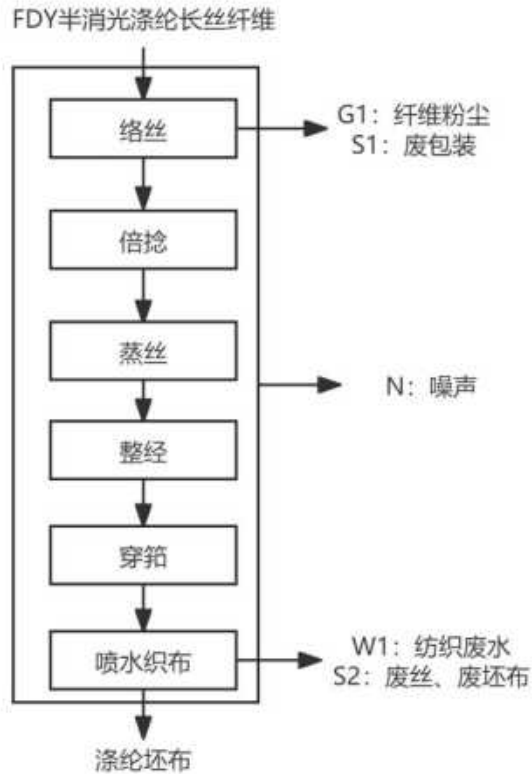 FDY半消光涤纶长丝纤维
络丝
G1：纤维粉尘
S1：废包装
倍捻
蒸丝
N：噪声
整经
穿筘
喷水织布
W1：纺织废水
S2：废丝、废坯布
涤纶坯布